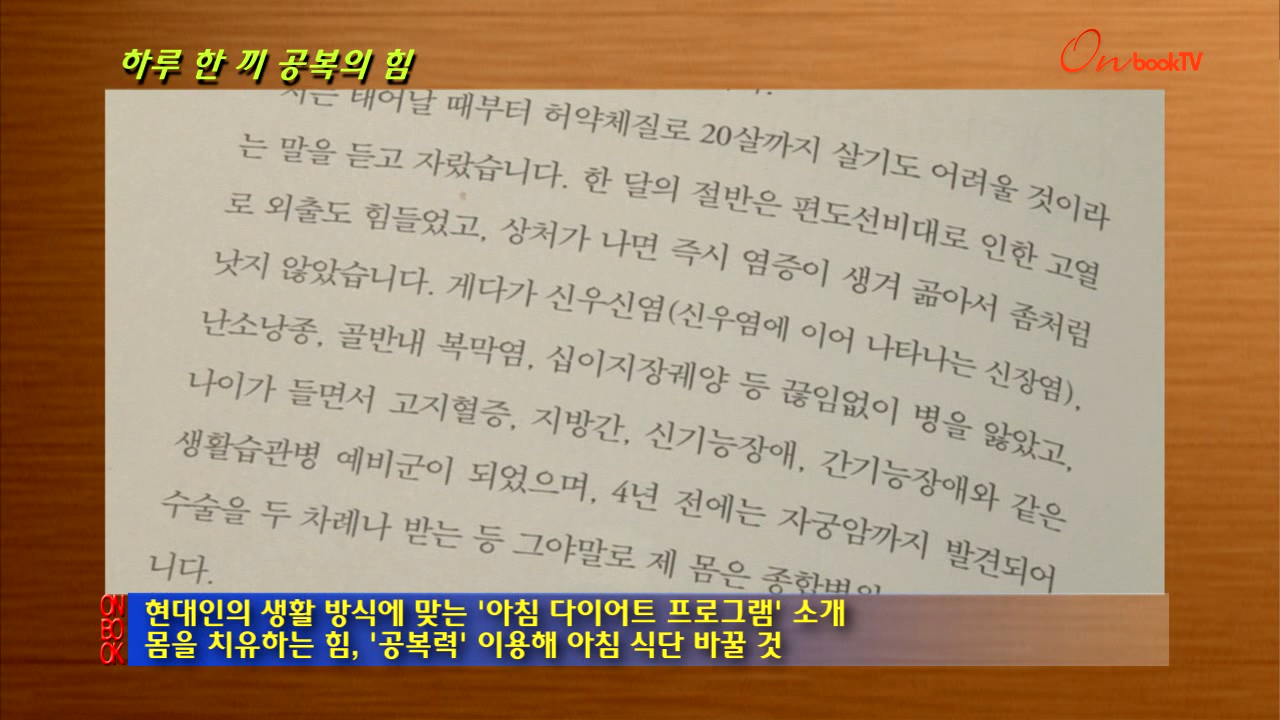 하루 한 끼 공복의 힘
On bookTV
저는 태어날 때부터 허약체질로 20살까지 살기도 어려울 것이라
는 말을 듣고 자랐습니다. 한 달의 절반은 편도선비대로 인한 고열
로 외출도 힘들었고, 상처가 나면 즉시 염증이 생겨 곪아서 좀처럼
낫지 않았습니다. 게다가 신우신염(신우염에 이어 나타나는 신장염),
난소낭종, 골반내 복막염, 십이지장궤양 등 끊임없이 병을 앓았고,
나이가 들면서 고지혈증, 지방간, 신기능장애, 간기능장애와 같은
생활습관병 예비군이 되었으며, 4년 전에는 자궁암까지 발견되어
수술을 두 차례나 받는 등 그야말로 제 몸은
니다.
ON
BO
OK
현대인의 생활 방식에 맞는 '아침 다이어트 프로그램' 소개
몸을 치유하는 힘, '공복력' 이용해 아침 식단 바꿀 것